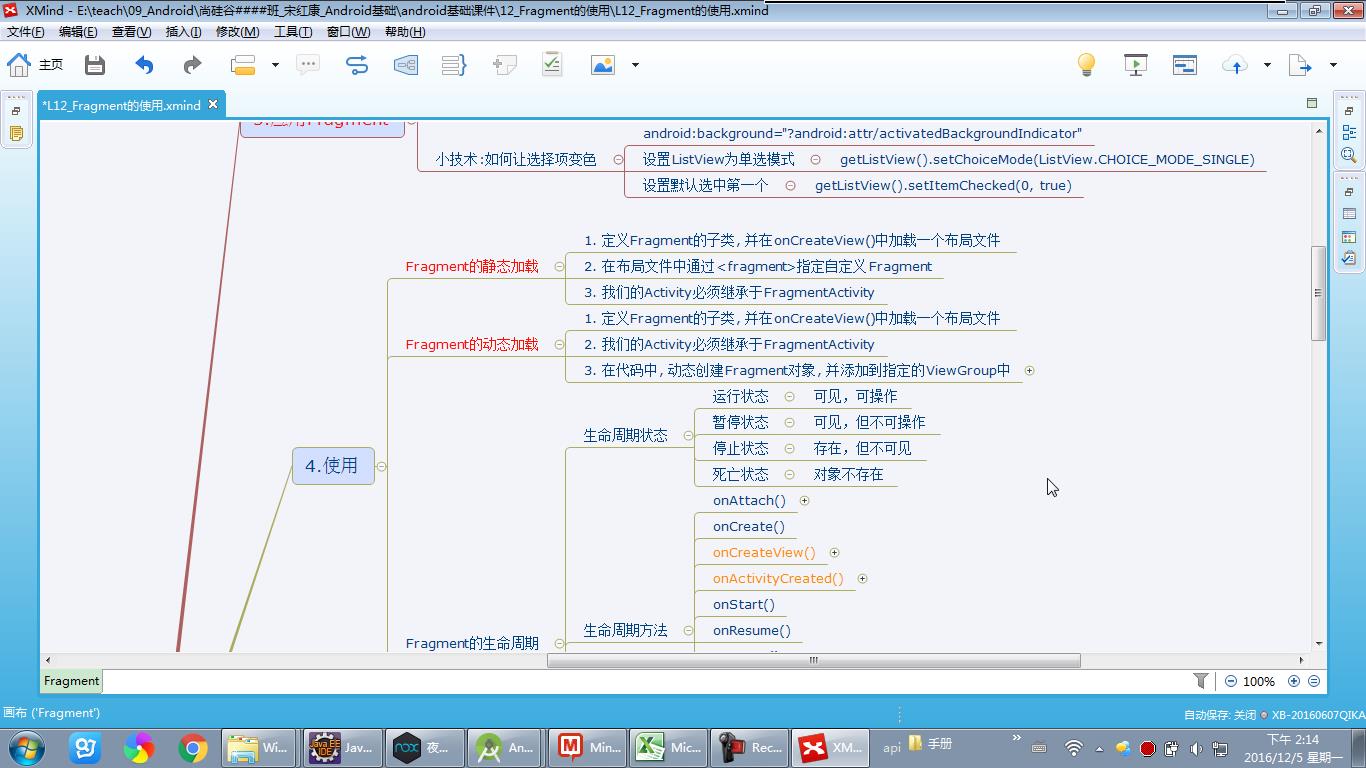 XMind - E:\teach\09_Android\尚硅谷####班_宋红康_Android基础\android基础课件\12_Fragment的使用\L12_Fragment的使用.xmind
文件(F) 编辑(E) 查看(V) 插入(I) 修改(M) 工具(T) 窗口(W) 帮助(H)
主页
*L12_Fragment的使用.xmind
android:background="?android:attr/activatedBackgroundIndicator"
小技术:如何让选择项变色
设置ListView为单选模式 getListView().setChoiceMode(ListView.CHOICE_MODE_SINGLE)
设置默认选中第一个 getListView().setItemChecked(0, true)
Fragment的静态加载
1. 定义Fragment的子类, 并在onCreateView()中加载一个布局文件
2. 在布局文件中通过<fragment>指定自定义Fragment
3. 我们的Activity必须继承于FragmentActivity
Fragment的动态加载
1. 定义Fragment的子类, 并在onCreateView()中加载一个布局文件
2. 我们的Activity必须继承于FragmentActivity
3. 在代码中, 动态创建Fragment对象, 并添加到指定的ViewGroup中
4.使用
生命周期状态
运行状态 可见，可操作
暂停状态 可见，但不可操作
停止状态 存在，但不可见
死亡状态 对象不存在
onAttach()
onCreate()
onCreateView()
onActivityCreated()
onStart()
生命周期方法
onResume()
Fragment的生命周期
Fragment
100%
画布 ('Fragment')
自动保存: 关闭 XB-20160607QIKA
Wi... Jav... 夜... An... Min... Mic... Rec... XM... api 手册
下午 2:14
2016/12/5 星期一